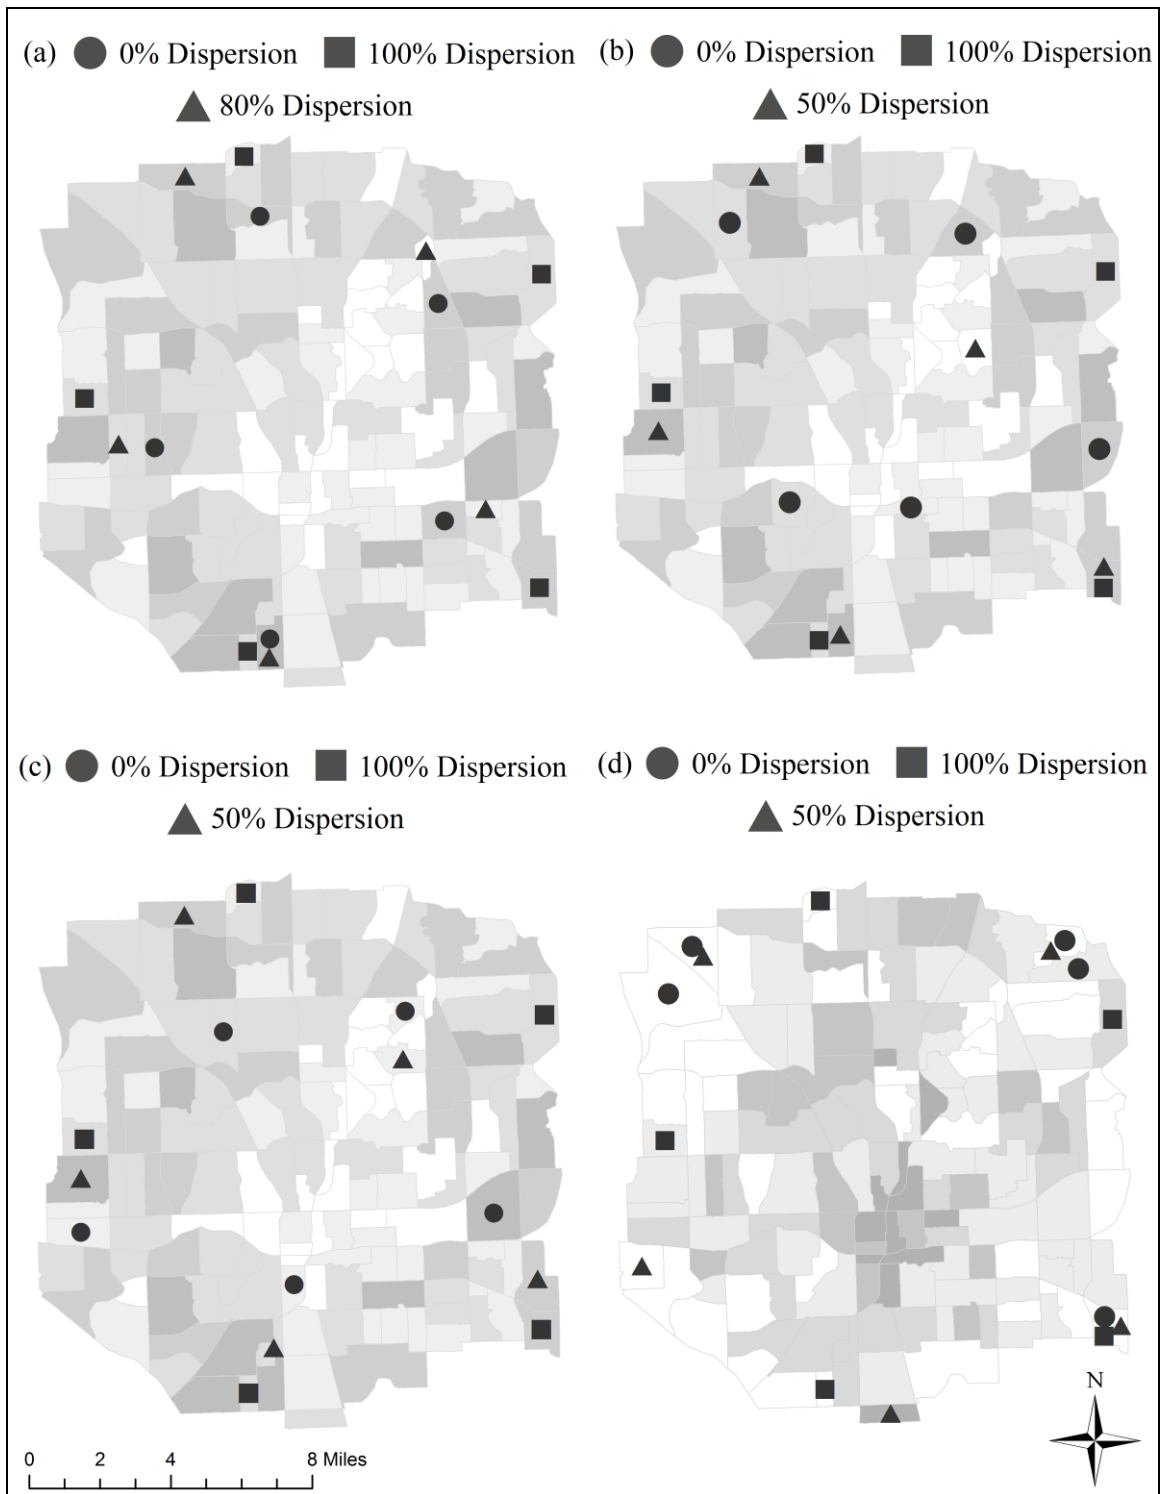 (a) 0% Dispersion 100% Dispersion
80% Dispersion
(b) 0% Dispersion 100% Dispersion
50% Dispersion
(c) 0% Dispersion 100% Dispersion
50% Dispersion
(d) 0% Dispersion 100% Dispersion
50% Dispersion
N
0 2 4 8 Miles